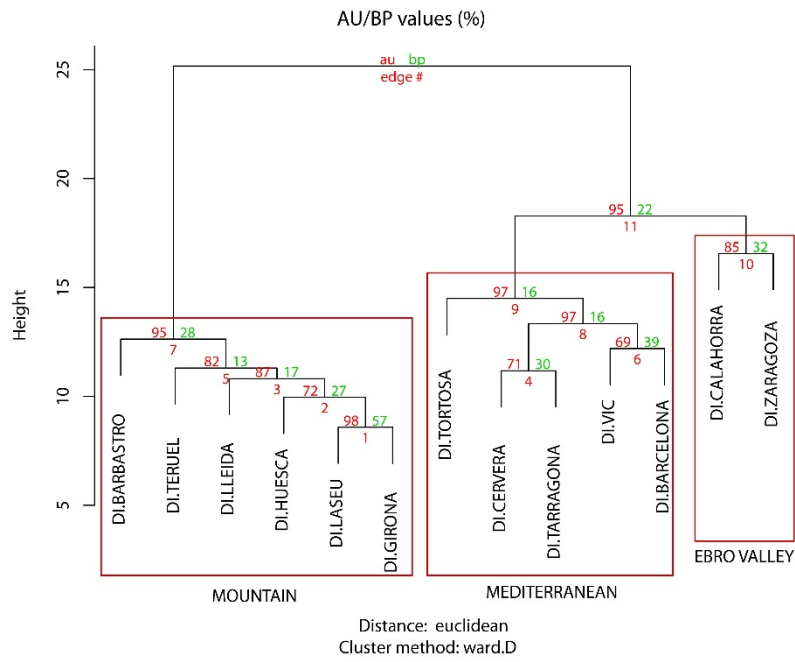 AU/BP values (%)
au bp
edge #
25
20
15
10
5
Height
95 22
11
85 32
10
97 16
9
97 16
8
95 28
7
69 39
6
82 13
5
87 17
3
71 30
4
72 27
2
98 57
1
DI.BARBASTRO
DI.TERUEL
DI.LLEIDA
DI.HUESCA
DI.LASEU
DI.GIRONA
DI.TORTOSA
DI.CERVERA
DI.TARRAGONA
DI.VIC
DI.BARCELONA
DI.CALAHORRA
DI.ZARAGOZA
MOUNTAIN
MEDITERRANEAN
EBRO VALLEY
Distance: euclidean
Cluster method: ward.D